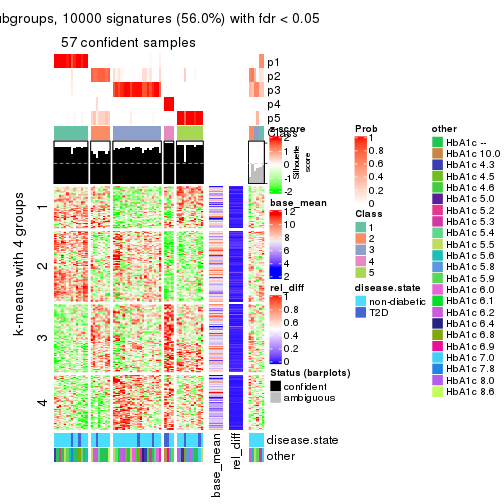 ubgroups, 10000 signatures (56.0%) with fdr < 0.05
57 confident samples
p1
p2
p3
p4
p5
Class
Silhouette
score
k-means with 4 groups
1
2
3
4
disease.state
other
base_mean
rel_diff
z-score
2
1
0
-1
-2
base_mean
12
10
8
6
4
2
rel_diff
1
0.8
0.6
0.4
0.2
0
Status (barplots)
confident
ambiguous
Prob
1
0.8
0.6
0.4
0.2
0
Class
1
2
3
4
5
disease.state
non-diabetic
T2D
other
HbA1c --
HbA1c 10.0
HbA1c 4.3
HbA1c 4.5
HbA1c 4.6
HbA1c 5.0
HbA1c 5.2
HbA1c 5.3
HbA1c 5.4
HbA1c 5.5
HbA1c 5.6
HbA1c 5.8
HbA1c 5.9
HbA1c 6.0
HbA1c 6.1
HbA1c 6.2
HbA1c 6.4
HbA1c 6.8
HbA1c 6.9
HbA1c 7.0
HbA1c 7.8
HbA1c 8.0
HbA1c 8.6